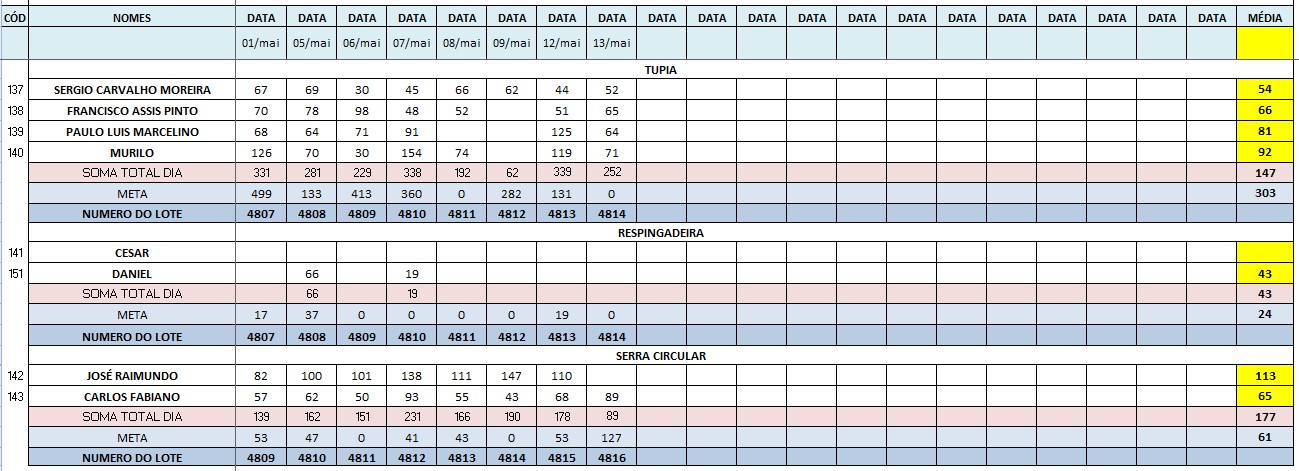 CÓD NOMES DATA DATA DATA DATA DATA DATA DATA DATA DATA DATA DATA DATA DATA DATA DATA DATA DATA DATA DATA DATA MÉDIA
01/mai 05/mai 06/mai 07/mai 08/mai 09/mai 12/mai 13/mai
TUPIA
137 SERGIO CARVALHO MOREIRA 67 69 30 45 66 62 44 52 54
138 FRANCISCO ASSIS PINTO 70 78 98 48 52 51 65 66
139 PAULO LUIS MARCELINO 68 64 71 91 125 64 81
140 MURILO 126 70 30 154 74 119 71 92
SOMA TOTAL DIA 331 281 229 338 192 62 339 252 147
META 499 133 413 360 0 282 131 0 303
NUMERO DO LOTE 4807 4808 4809 4810 4811 4812 4813 4814
RESPINGADEIRA
141 CESAR
151 DANIEL 66 19 43
SOMA TOTAL DIA 66 19 43
META 17 37 0 0 0 0 19 0 24
NUMERO DO LOTE 4807 4808 4809 4810 4811 4812 4813 4814
SERRA CIRCULAR
142 JOSÉ RAIMUNDO 82 100 101 138 111 147 110 113
143 CARLOS FABIANO 57 62 50 93 55 43 68 89 65
SOMA TOTAL DIA 139 162 151 231 166 190 178 89 177
META 53 47 0 41 43 0 53 127 61
NUMERO DO LOTE 4809 4810 4811 4812 4813 4814 4815 4816